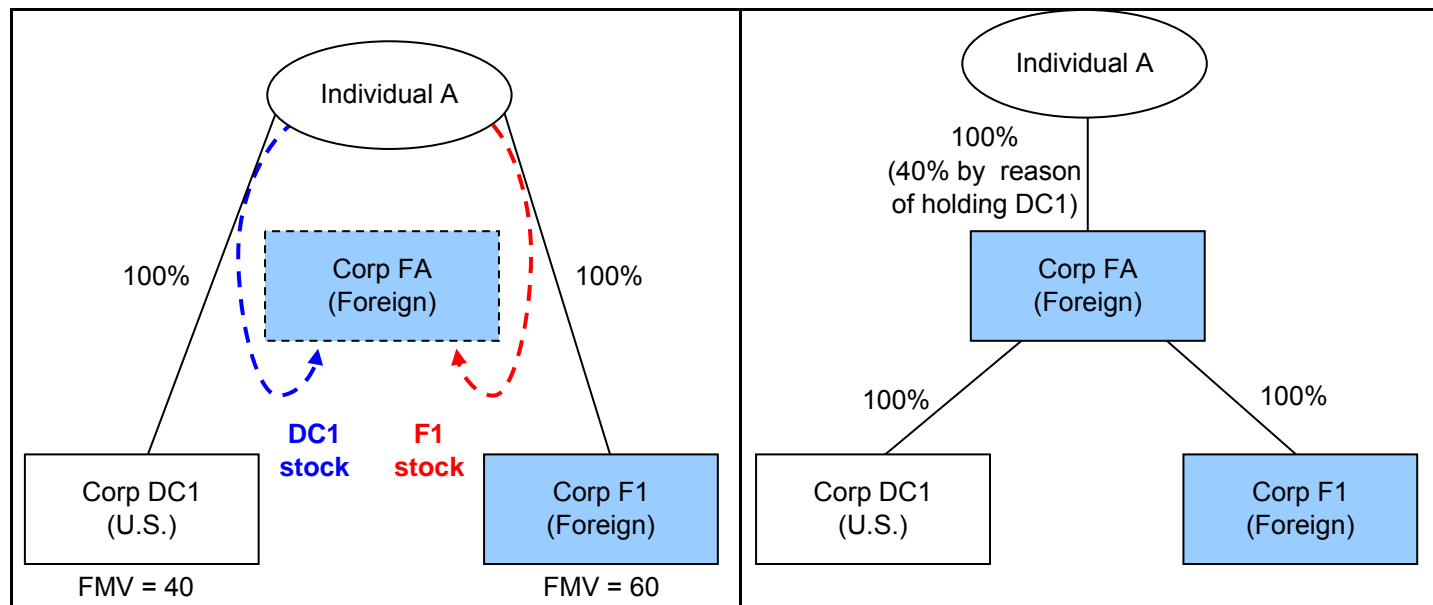 Individual A
100%
100%
Corp FA
(Foreign)
DC1
stock
F1
stock
Corp DC1
(U.S.)
FMV = 40
Corp F1
(Foreign)
FMV = 60
Individual A
100%
(40% by reason
of holding DC1)
Corp FA
(Foreign)
100%
100%
Corp DC1
(U.S.)
Corp F1
(Foreign)